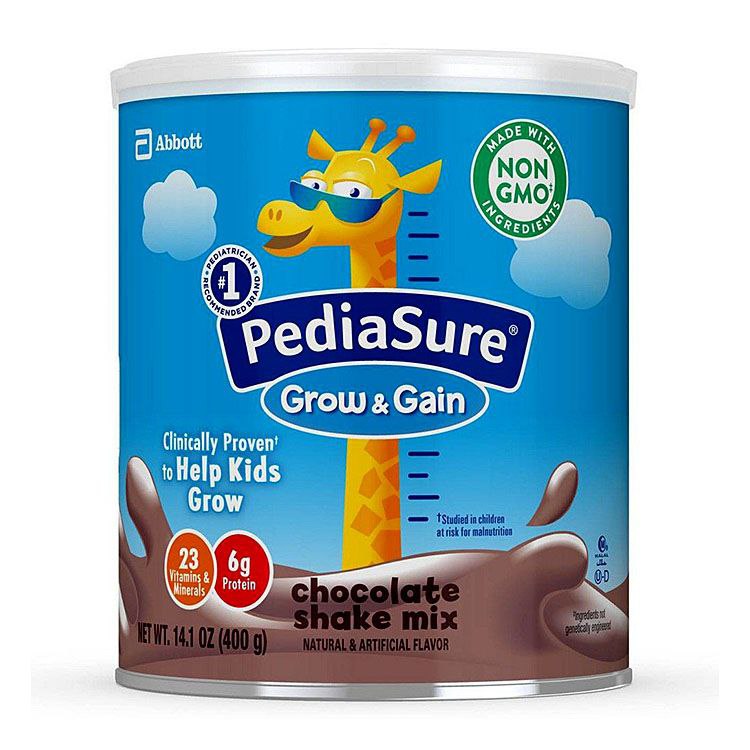 Abbott
MADE WITH
NON
GMO‡
INGREDIENTS
PEDIATRICIAN
#1
RECOMMENDED BRAND
PediaSure®
Grow & Gain
Clinically Proven†
to Help Kids
Grow
†Studied in children
at risk for malnutrition
23
Vitamins &
Minerals
6g
Protein
HALAL
حلال
U-D
chocolate
shake mix
NATURAL & ARTIFICIAL FLAVOR
NET WT. 14.1 OZ (400 g)
‡Ingredients not
genetically engineered